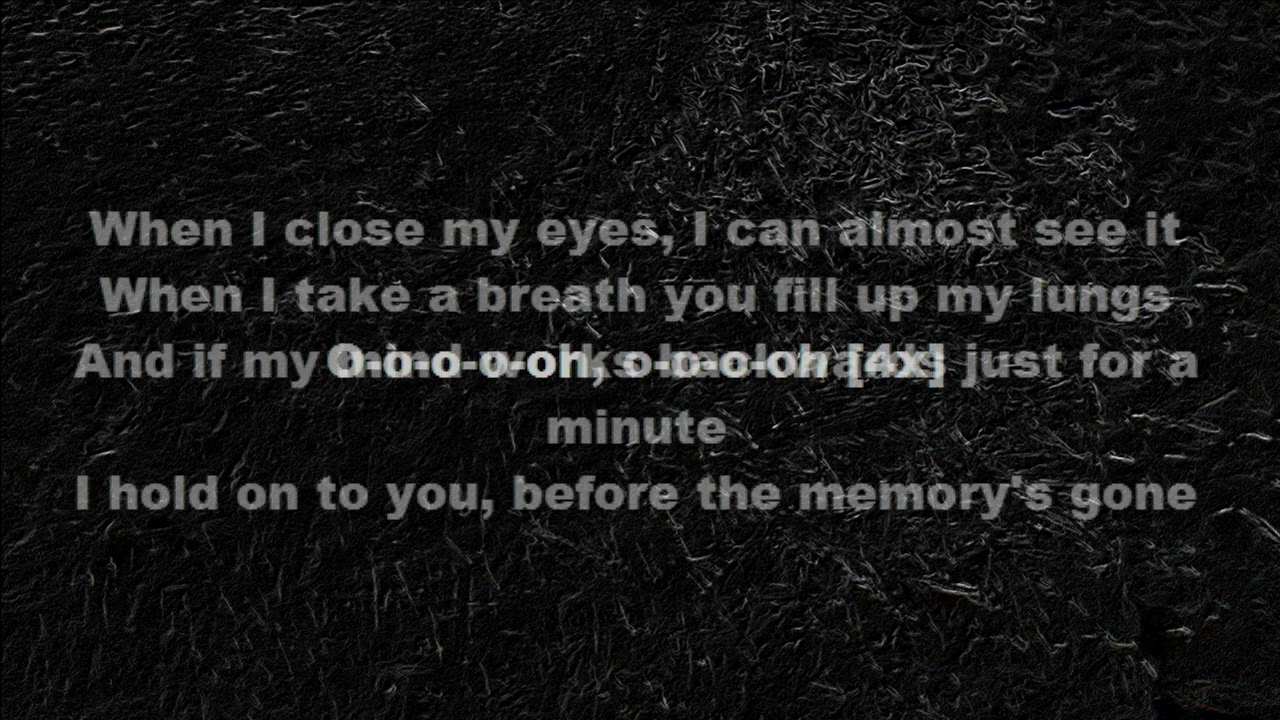 When I close my eyes, I can almost see it
When I take a breath you fill up my lungs
And if my just for a
O-o-o-o-oh, o-o-o-oh [4x]
minute
I hold on to you, before the memory's gone